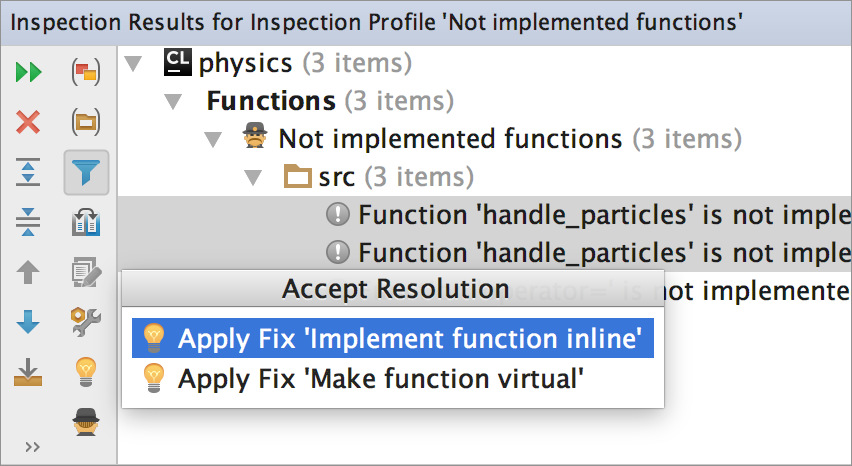 Inspection Results for Inspection Profile 'Not implemented functions'
CL physics (3 items)
Functions (3 items)
Not implemented functions (3 items)
src (3 items)
Function 'handle_particles' is not imple
Function 'handle_particles' is not imple
Accept Resolution
operator=' is not implemente
Apply Fix 'Implement function inline'
Apply Fix 'Make function virtual'